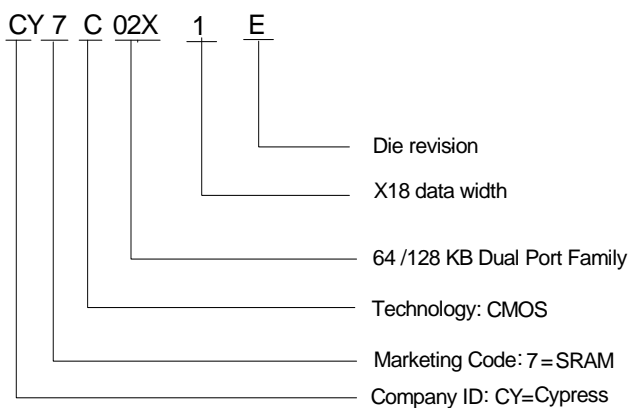 CY 7 C 02X 1 E
Die revision
X18 data width
64 /128 KB Dual Port Family
Technology: CMOS
Marketing Code: 7=SRAM
Company ID: CY=Cypress